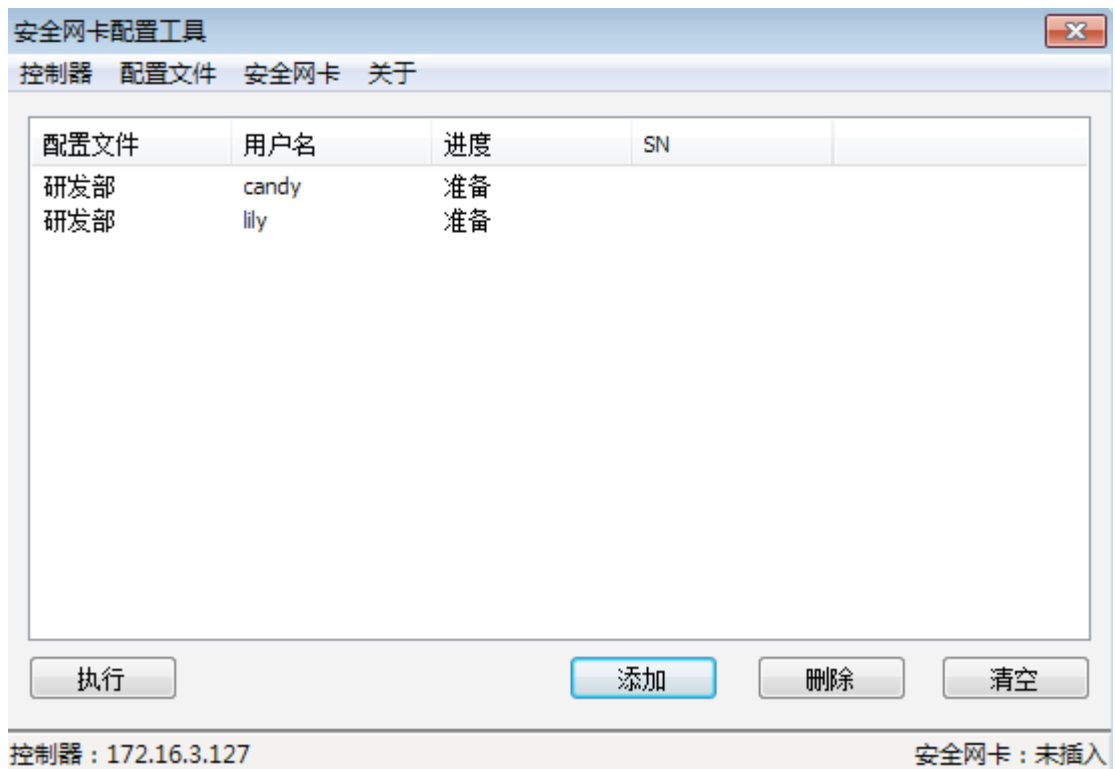 安全网卡配置工具
控制器 配置文件 安全网卡 关于
配置文件 用户名 进度 SN
研发部 candy 准备
研发部 lily 准备
执行 添加 删除 清空
控制器：172.16.3.127 安全网卡：未插入